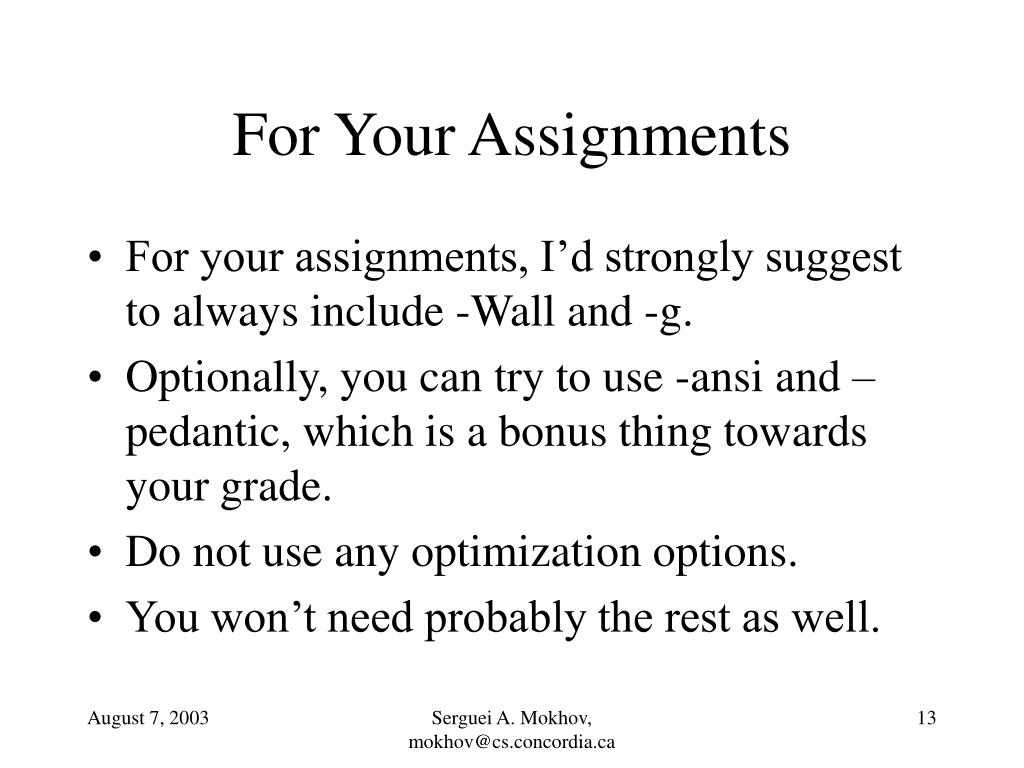 For Your Assignments
• For your assignments, I’d strongly suggest
to always include -Wall and -g.
• Optionally, you can try to use -ansi and –
pedantic, which is a bonus thing towards
your grade.
• Do not use any optimization options.
• You won’t need probably the rest as well.
August 7, 2003
Serguei A. Mokhov,
mokhov@cs.concordia.ca
13